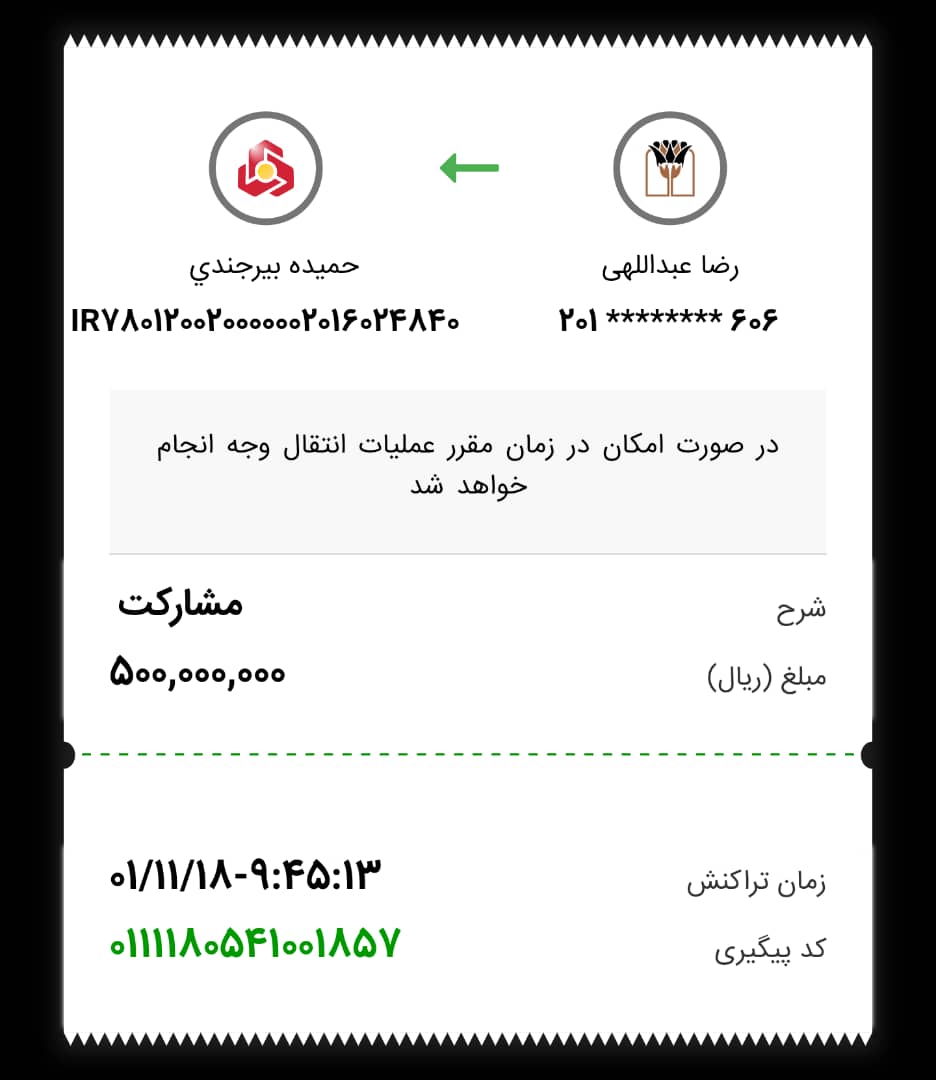 رضا عبداللهی
۲۰۱ ******** ۶۰۶
حمیده بیرجندي
IR۷۸۰۱۲۰۰۲۰۰۰۰۰۰۲۰۱۶۰۲۴۸۴۰
در صورت امکان در زمان مقرر عملیات انتقال وجه انجام
خواهد شد
شرح مشارکت
مبلغ (ریال) ۵۰۰,۰۰۰,۰۰۰
زمان تراکنش ۰۱/۱۱/۱۸-۹:۴۵:۱۳
کد پیگیری ۰۱۱۱۱۸۰۵۴۱۰۰۱۸۵۷